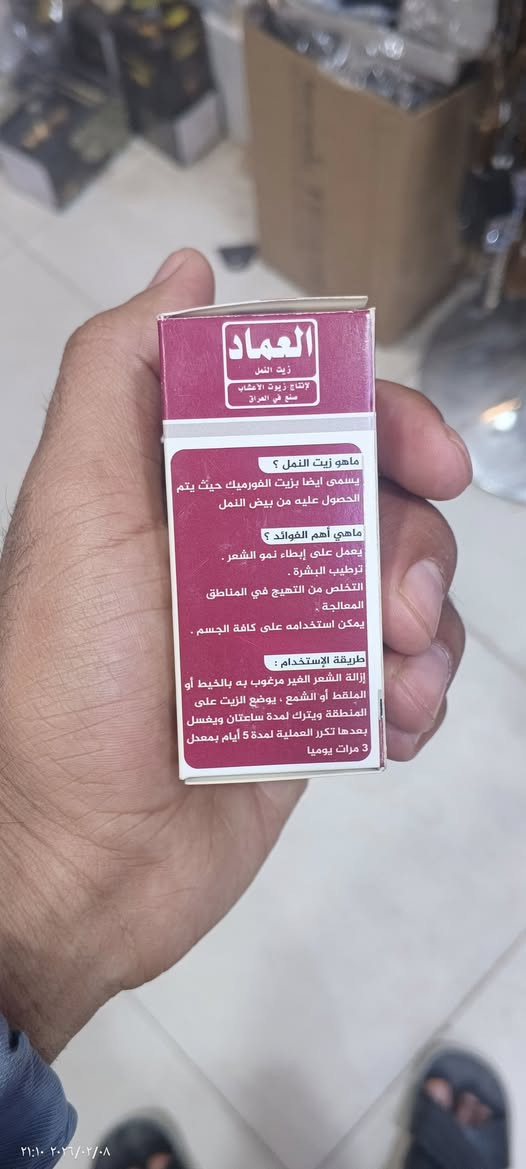 العماد
زيت النمل
لإنتاج زيوت الأعشاب
صنع في العراق
ماهو زيت النمل ؟
يسمى ايضا بزيت الفورميك حيث يتم
الحصول عليه من بيض النمل
ماهي أهم الفوائد ؟
يعمل على إبطاء نمو الشعر .
ترطيب البشرة .
التخلص من التهيج في المناطق
المعالجة .
يمكن استخدامه على كافة الجسم .
طريقة الإستخدام :
إزالة الشعر الغير مرغوب به بالخيط أو
الملقط أو الشمع ، يوضع الزيت على
المنطقة ويترك لمدة ساعتان ويغسل
بعدها تكرر العملية لمدة 5 أيام بمعدل
3 مرات يوميا
٢١:١٠ ٢٠٢٦/٠٢/٠٨